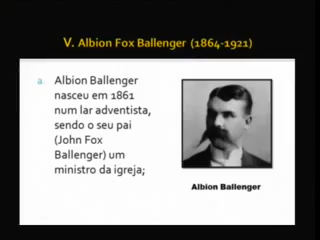 V. Albion Fox Ballenger (1864-1921)
a. Albion Ballenger
nasceu em 1861
num lar adventista,
sendo o seu pai
(John Fox
Ballenger) um
ministro da igreja;
Albion Ballenger